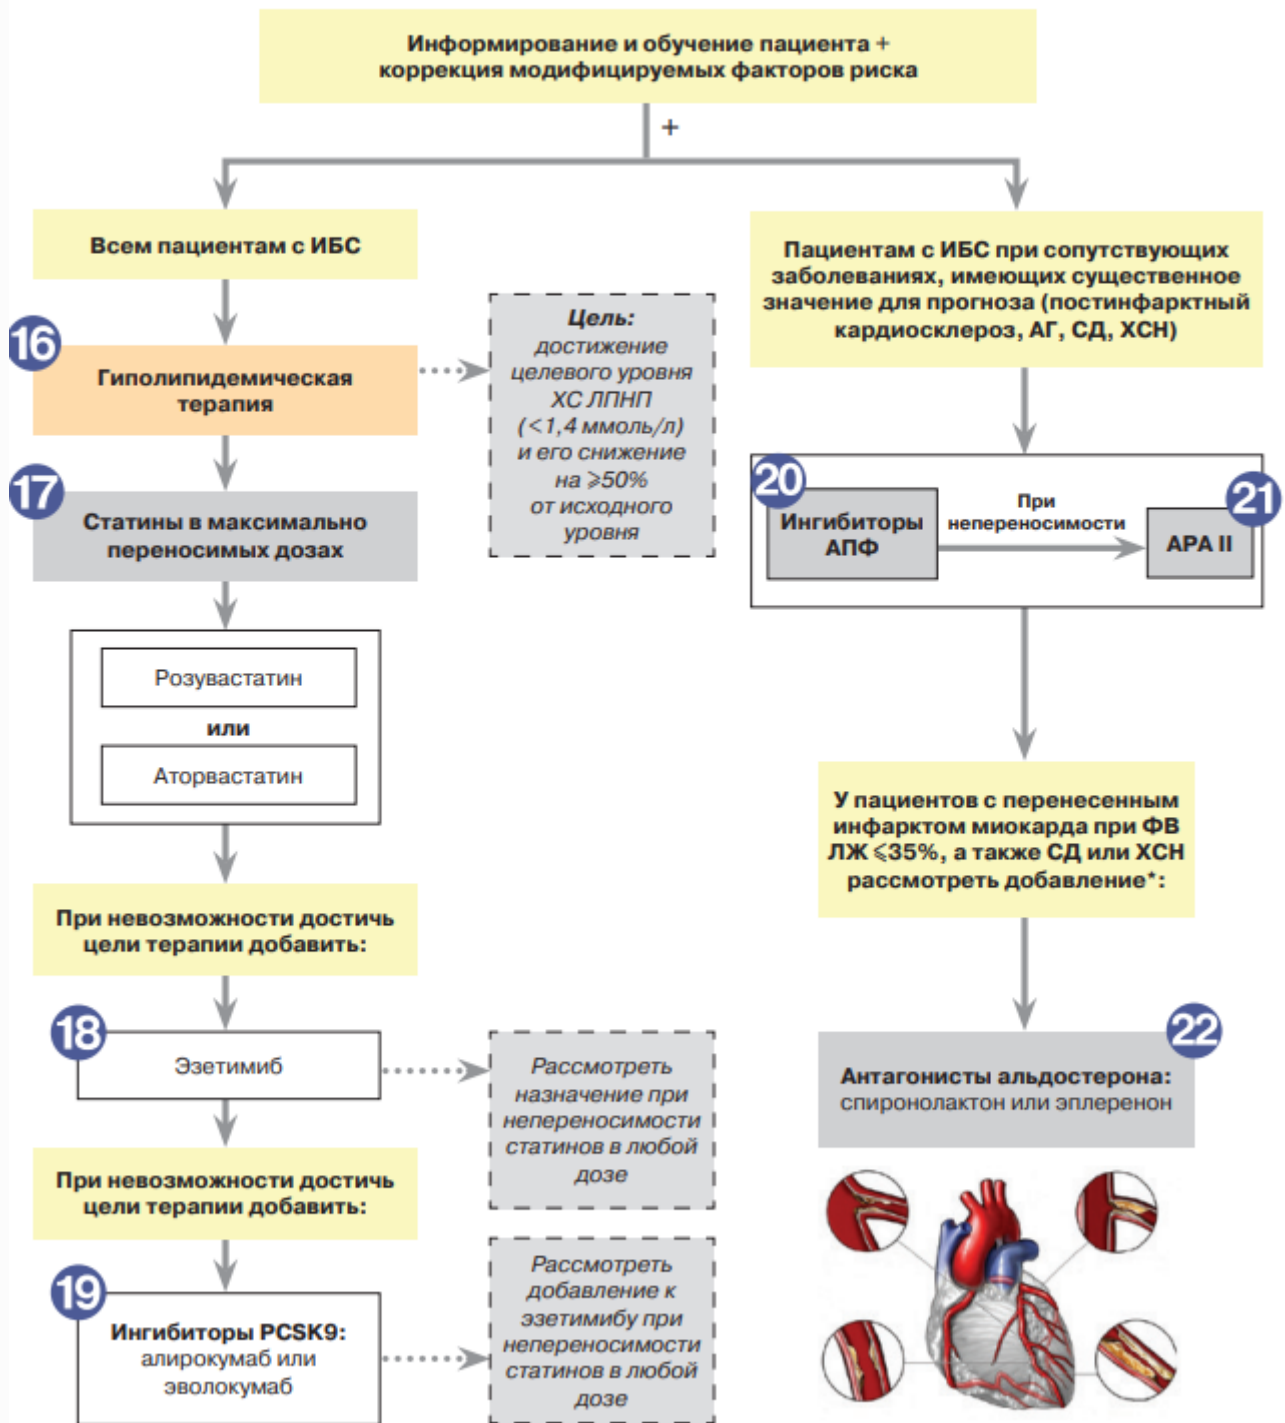 Информирование и обучение пациента +
коррекция модифицируемых факторов риска
+
Всем пациентам с ИБС
16
Гиполипидемическая
терапия
Цель:
достижение
целевого уровня
ХС ЛПНП
(<1,4 ммоль/л)
и его снижение
на ⩾50%
от исходного
уровня
17
Статины в максимально
переносимых дозах
Розувастатин
или
Аторвастатин
При невозможности достичь
цели терапии добавить:
18
Эзетимиб
Рассмотреть
назначение при
непереносимости
статинов в любой
дозе
При невозможности достичь
цели терапии добавить:
19
Ингибиторы PCSK9:
алирокумаб или
эволокумаб
Рассмотреть
добавление к
эзетимибу при
непереносимости
статинов в любой
дозе
Пациентам с ИБС при сопутствующих
заболеваниях, имеющих существенное
значение для прогноза (постинфарктный
кардиосклероз, АГ, СД, ХСН)
20
Ингибиторы
АПФ
При
непереносимости
21
АРА II
У пациентов с перенесенным
инфарктом миокарда при ФВ
ЛЖ ⩽35%, а также СД или ХСН
рассмотреть добавление*:
22
Антагонисты альдостерона:
спиронолактон или эплеренон